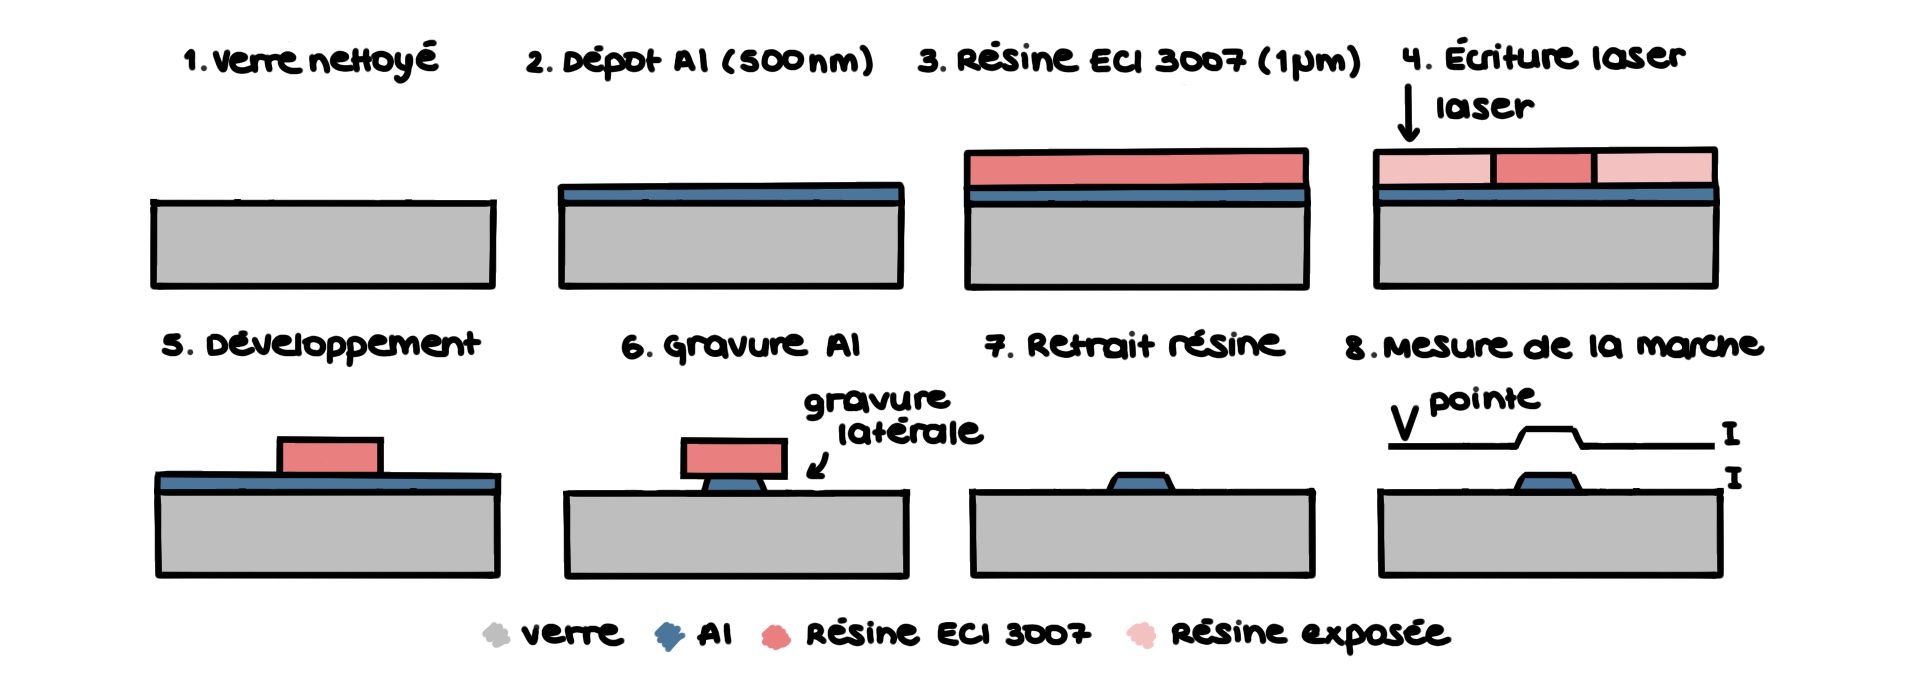 1. Verre nettoyé
2. Dépot Al (500nm)
3. Résine ECI 3007 (1µm)
4. Écriture laser
laser
5. Développement
6. Gravure Al
7. Retrait résine
8. Mesure de la marche
gravure
latérale
pointe
I
I
verre
Al
Résine ECI 3007
Résine exposée